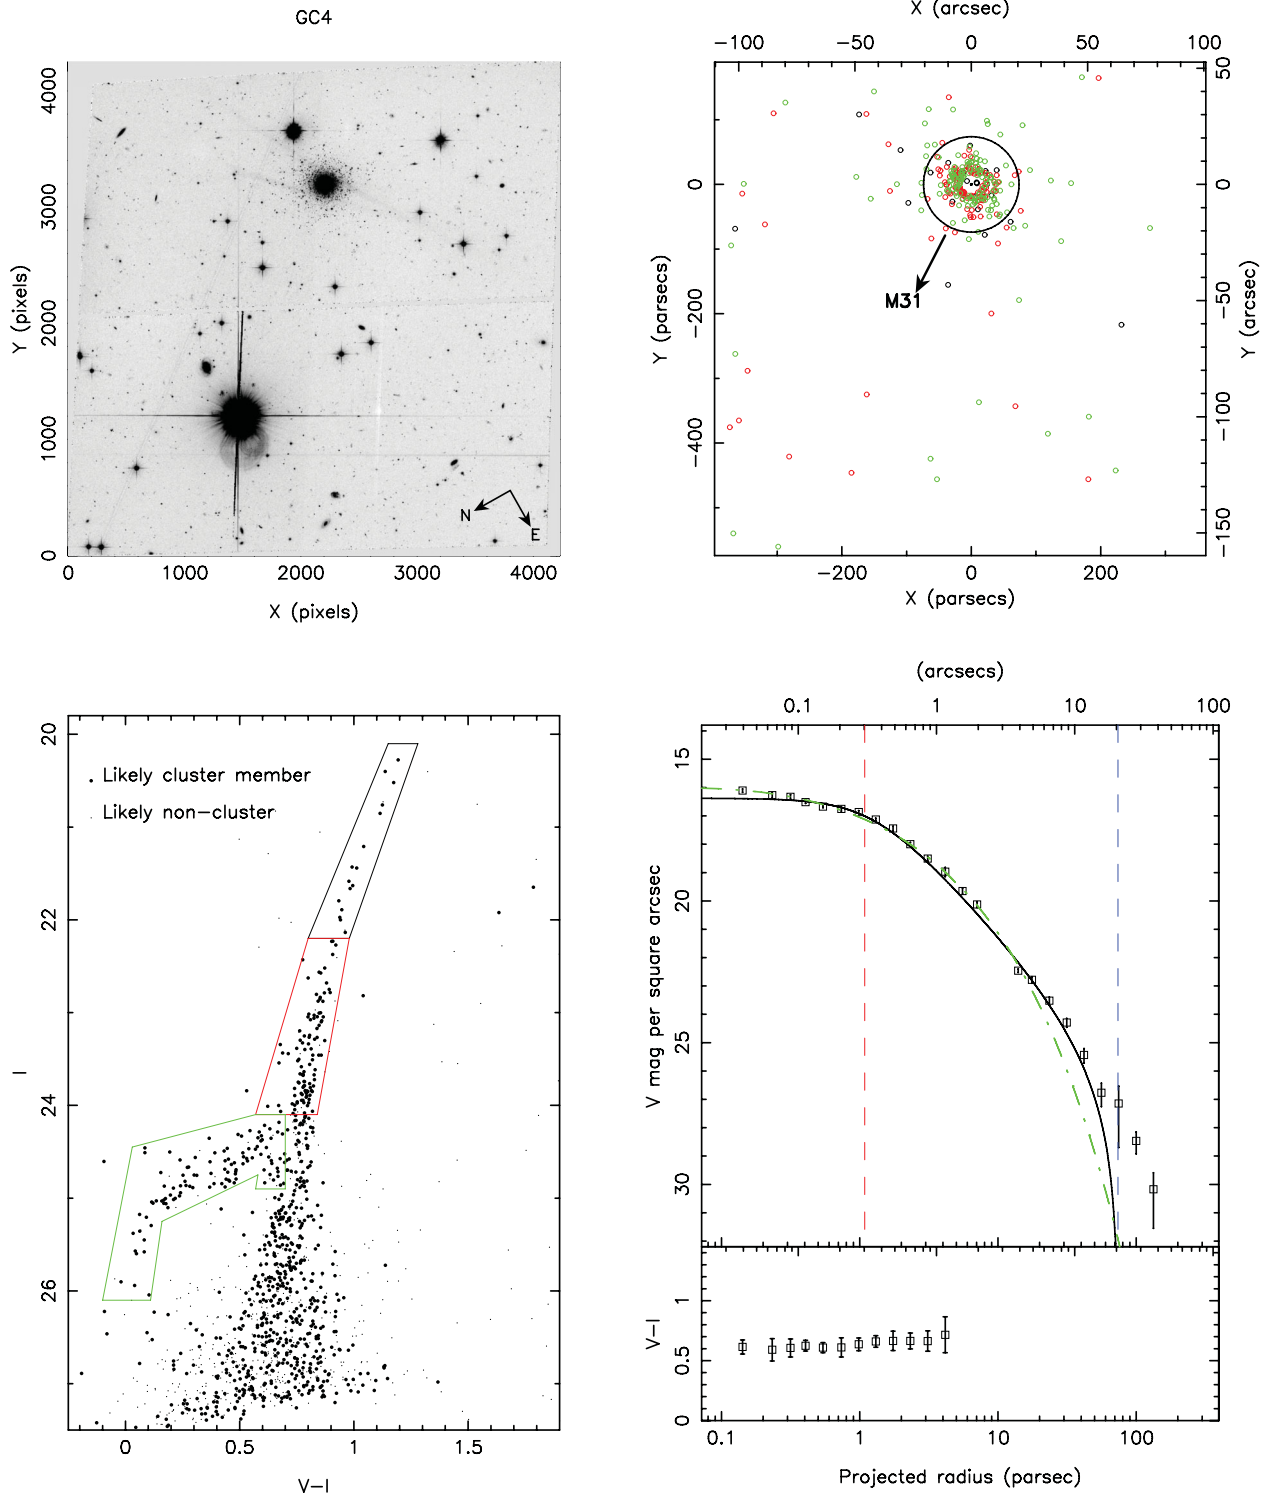 GC4
4000
3000
2000
1000
0
Y (pixels)
0 1000 2000 3000 4000
X (pixels)
N
E
X (arcsec)
−100 −50 0 50 100
0
−200
−400
Y (parsecs)
50
0
−50
−100
−150
Y (arcsec)
M31
−200 0 200
X (parsecs)
20
22
24
26
I
Likely cluster member
Likely non−cluster
0 0.5 1 1.5
V−I
(arcsecs)
0.1 1 10 100
15
20
25
30
V mag per square arcsec
1
0.5
0
V−I
0.1 1 10 100
Projected radius (parsec)